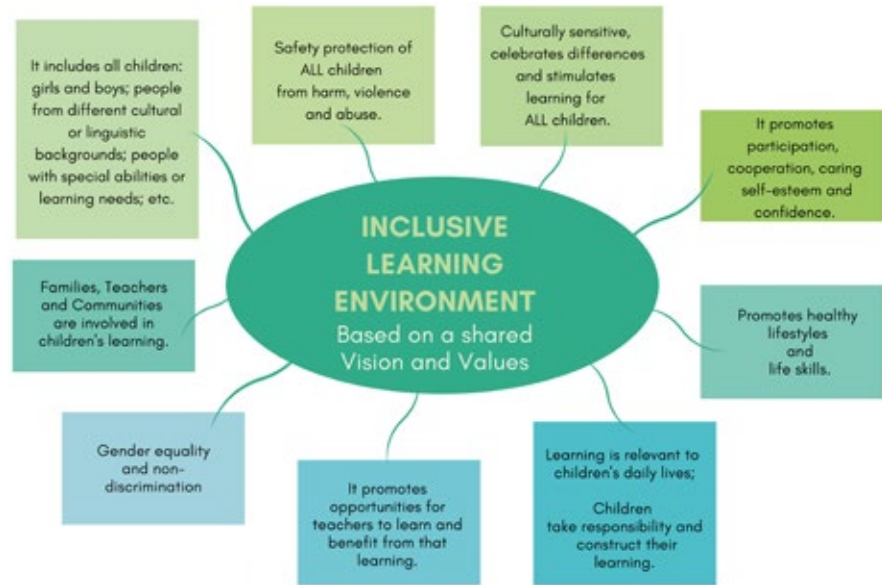 It includes all children:
girls and boys; people
from different cultural
or linguistic
backgrounds; people
with special abilities or
learning needs; etc.
Safety protection of
ALL children
from harm, violence
and abuse.
Culturally sensitive,
celebrates differences
and stimulates
learning for
ALL children.
It promotes
participation,
cooperation, caring
self-esteem and
confidence.
INCLUSIVE
LEARNING
ENVIRONMENT
Based on a shared
Vision and Values
Families, Teachers
and Communities
are involved in
children's learning.
Promotes healthy
lifestyles
and
life skills.
Gender equality
and non-
discrimination
It promotes
opportunities for
teachers to learn and
benefit from that
learning.
Learning is relevant to
children's daily lives;
Children
take responsibility and
construct their
learning.